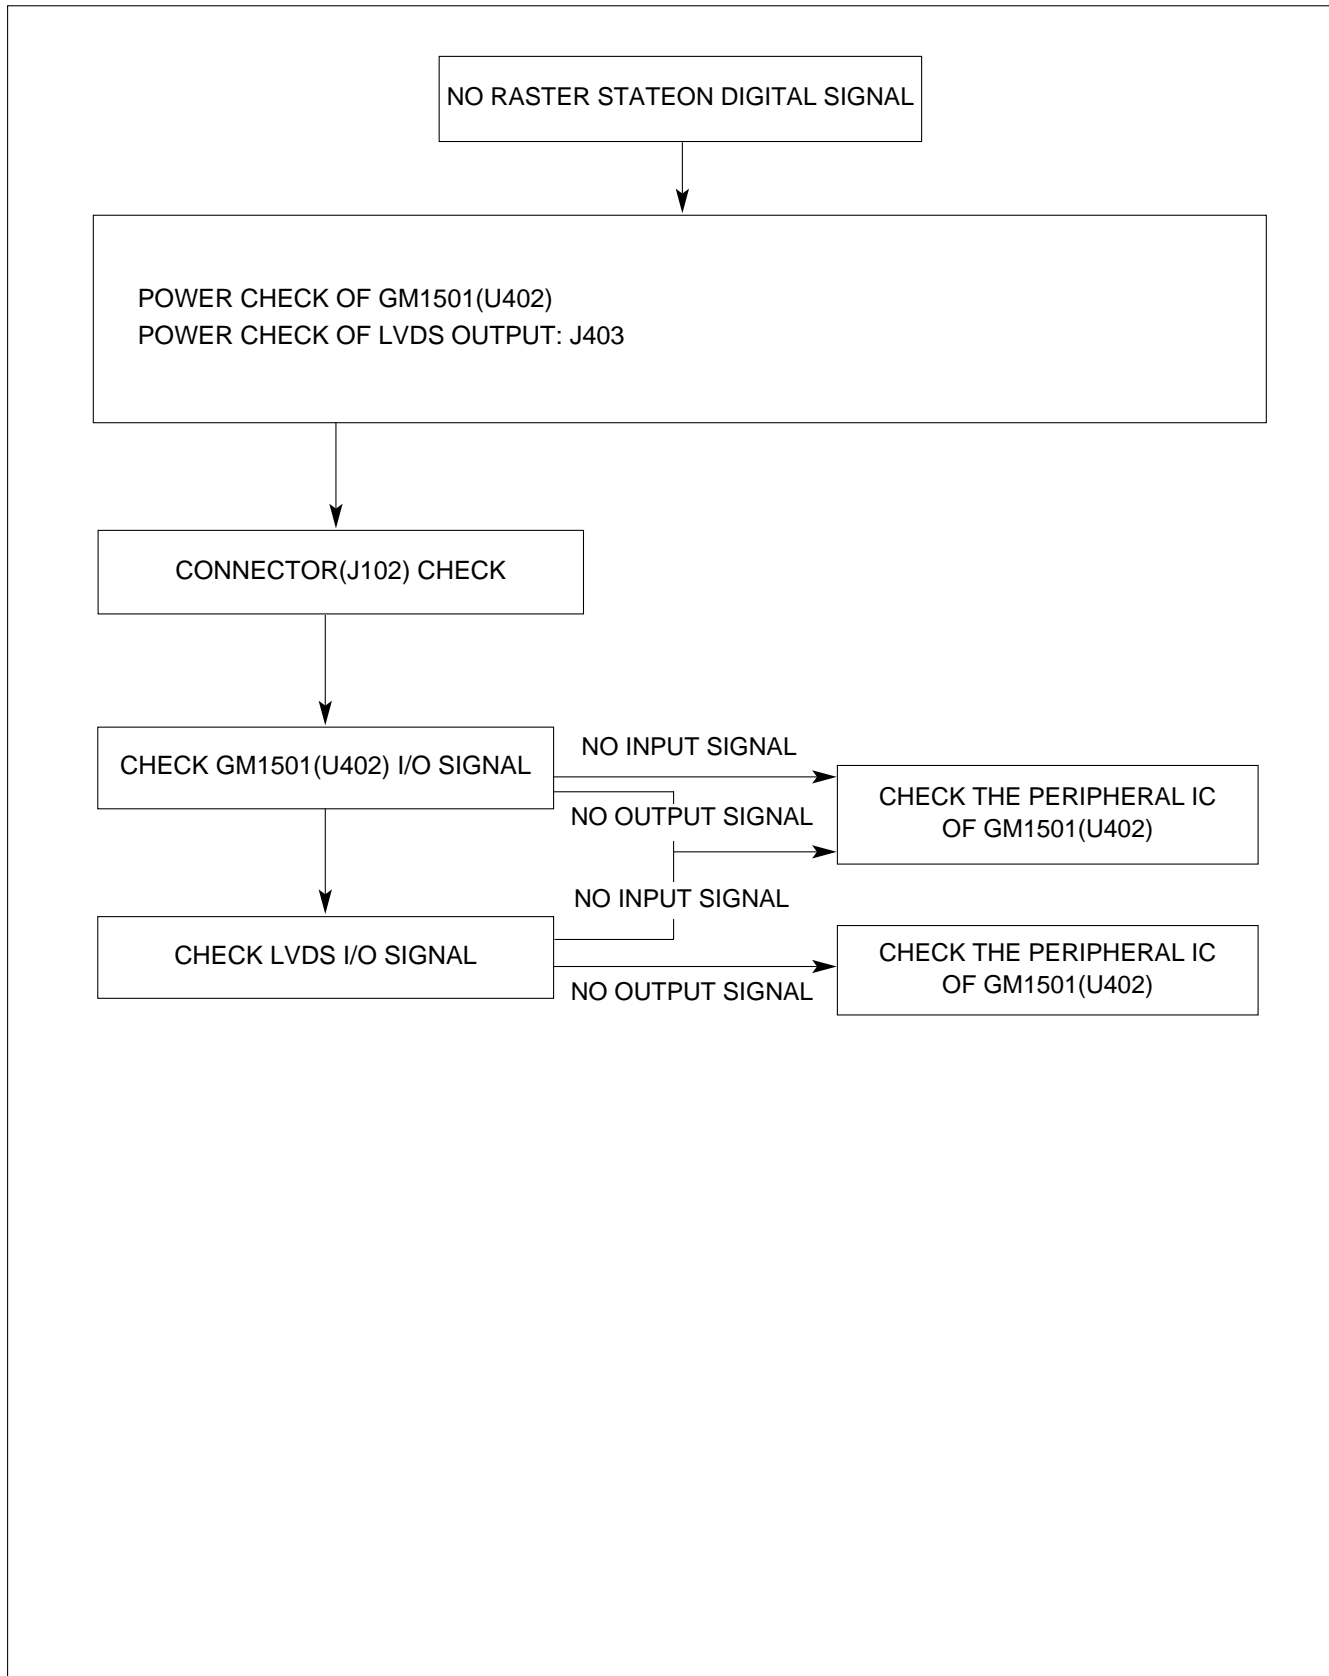 NO RASTER STATEON DIGITAL SIGNAL
POWER CHECK OF GM1501(U402)
POWER CHECK OF LVDS OUTPUT: J403
CONNECTOR(J102) CHECK
CHECK GM1501(U402) I/O SIGNAL
NO INPUT SIGNAL
NO OUTPUT SIGNAL
CHECK THE PERIPHERAL IC
OF GM1501(U402)
NO INPUT SIGNAL
CHECK LVDS I/O SIGNAL
NO OUTPUT SIGNAL
CHECK THE PERIPHERAL IC
OF GM1501(U402)